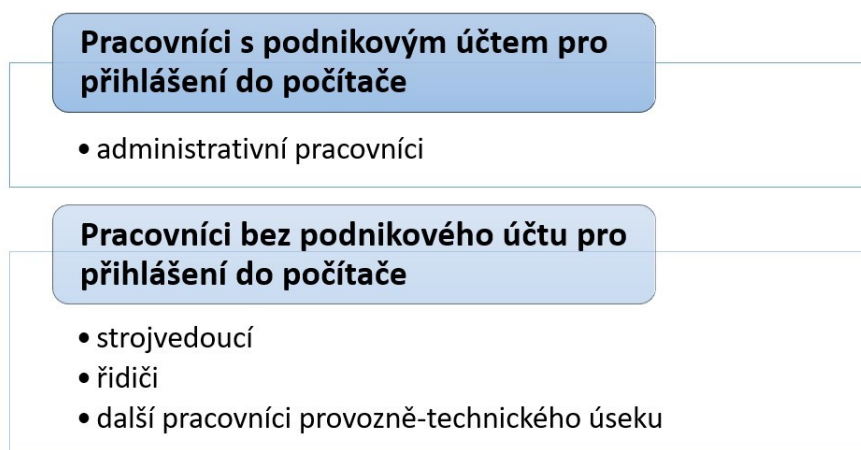 Pracovníci s podnikovým účtem pro
přihlášení do počítače
• administrativní pracovníci
Pracovníci bez podnikového účtu pro
přihlášení do počítače
• strojvedoucí
• řidiči
• další pracovníci provozně-technického úseku